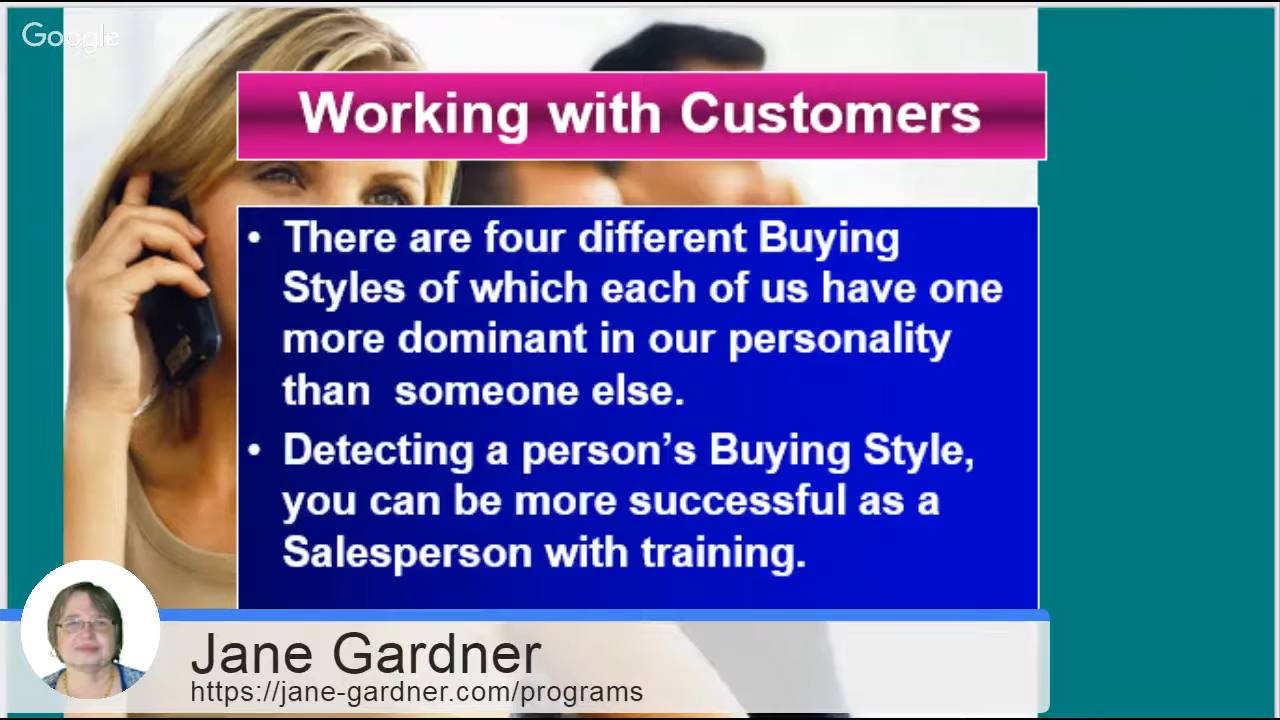 Google
Working with Customers
• There are four different Buying
Styles of which each of us have one
more dominant in our personality
than  someone else.
• Detecting a person’s Buying Style,
you can be more successful as a
Salesperson with training.
Jane Gardner
https://jane-gardner.com/programs